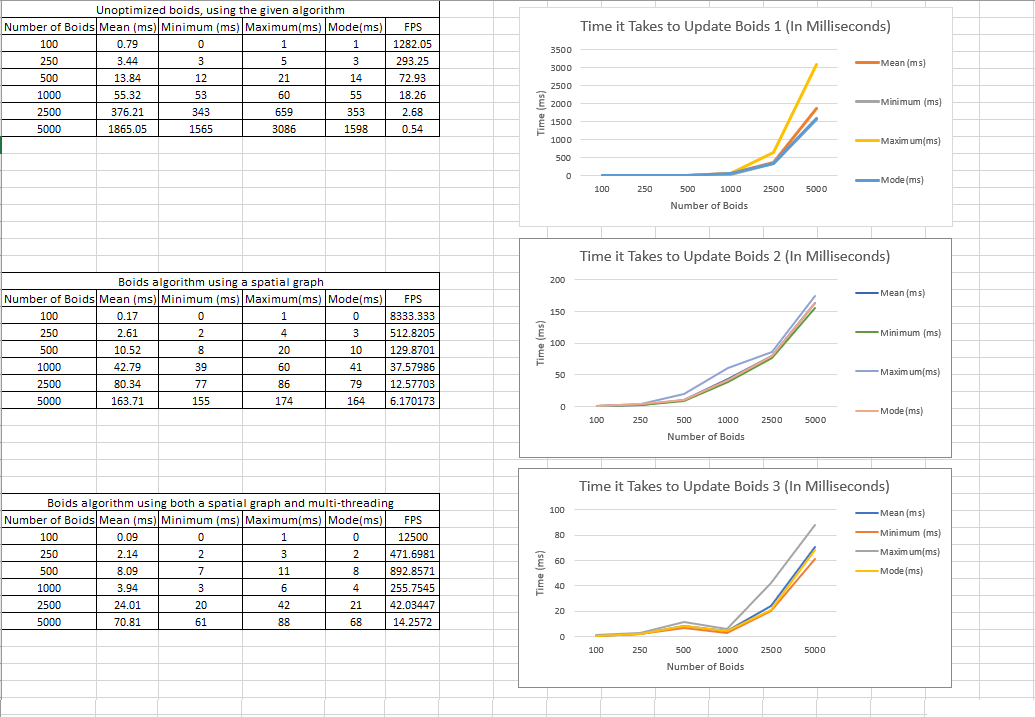 Unoptimized boids, using the given algorithm
Number of Boids Mean (ms) Minimum (ms) Maximum(ms) Mode(ms) FPS
100 0.79 0 1 1 1282.05
250 3.44 3 5 3 293.25
500 13.84 12 21 14 72.93
1000 55.32 53 60 55 18.26
2500 376.21 343 659 353 2.68
5000 1865.05 1565 3086 1598 0.54
Time it Takes to Update Boids 1 (In Milliseconds)
3500
3000
2500
2000
1500
1000
500
0
Time (ms)
100 250 500 1000 2500 5000
Number of Boids
Mean (ms)
Minimum (ms)
Maximum(ms)
Mode(ms)
Boids algorithm using a spatial graph
Number of Boids Mean (ms) Minimum (ms) Maximum(ms) Mode(ms) FPS
100 0.17 0 1 0 8333.333
250 2.61 2 4 3 512.8205
500 10.52 8 20 10 129.8701
1000 42.79 39 60 41 37.57986
2500 80.34 77 86 79 12.57703
5000 163.71 155 174 164 6.170173
Time it Takes to Update Boids 2 (In Milliseconds)
200
150
100
50
0
Time (ms)
100 250 500 1000 2500 5000
Number of Boids
Mean (ms)
Minimum (ms)
Maximum(ms)
Mode(ms)
Boids algorithm using both a spatial graph and multi-threading
Number of Boids Mean (ms) Minimum (ms) Maximum(ms) Mode(ms) FPS
100 0.09 0 1 0 12500
250 2.14 2 3 2 471.6981
500 8.09 7 11 8 892.8571
1000 3.94 3 6 4 255.7545
2500 24.01 20 42 21 42.03447
5000 70.81 61 88 68 14.2572
Time it Takes to Update Boids 3 (In Milliseconds)
100
80
60
40
20
0
Time (ms)
100 250 500 1000 2500 5000
Number of Boids
Mean (ms)
Minimum (ms)
Maximum(ms)
Mode(ms)